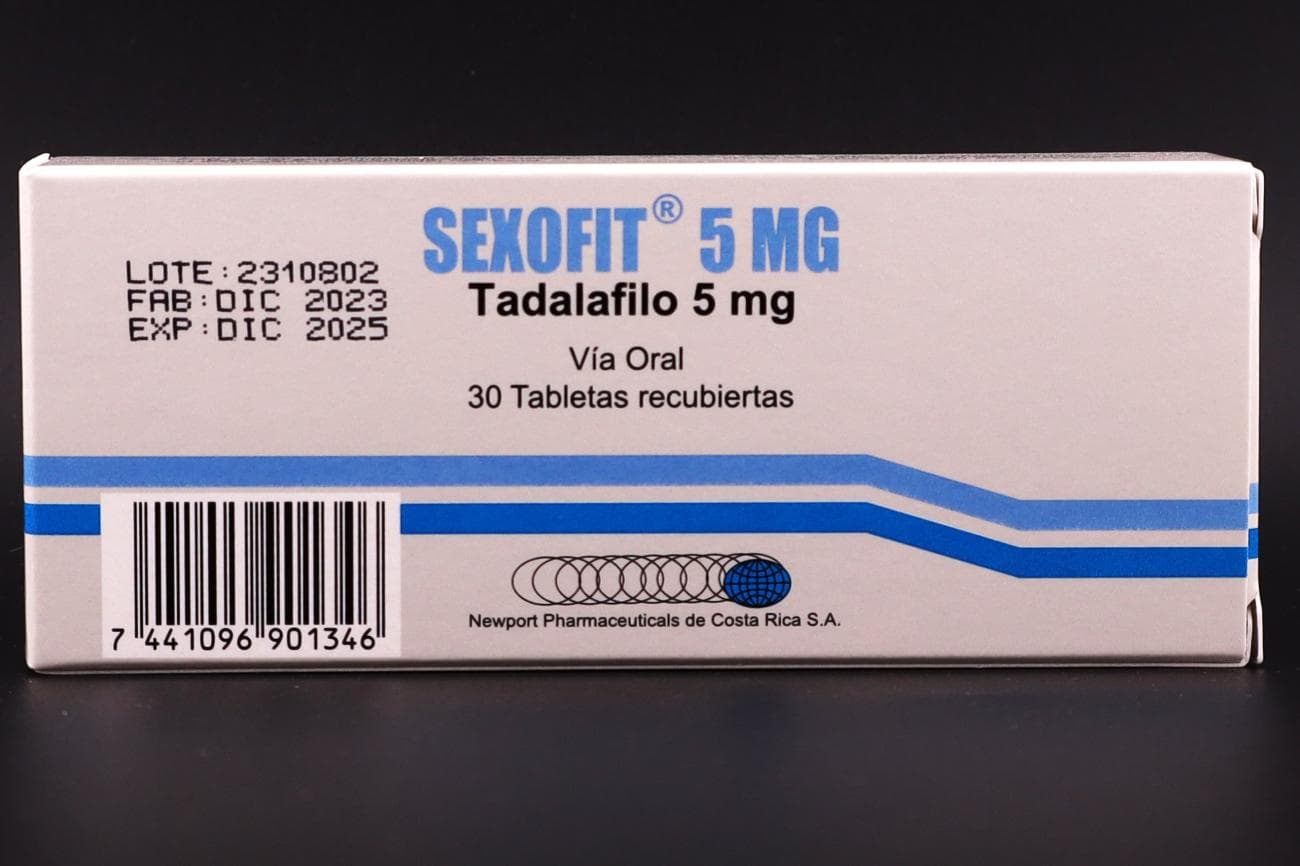 SEXOFIT® 5 MG
Tadalafilo 5 mg
Vía Oral
30 Tabletas recubiertas
LOTE:2310802
FAB:DIC 2023
EXP:DIC 2025
7 441096 901346
Newport Pharmaceuticals de Costa Rica S.A.